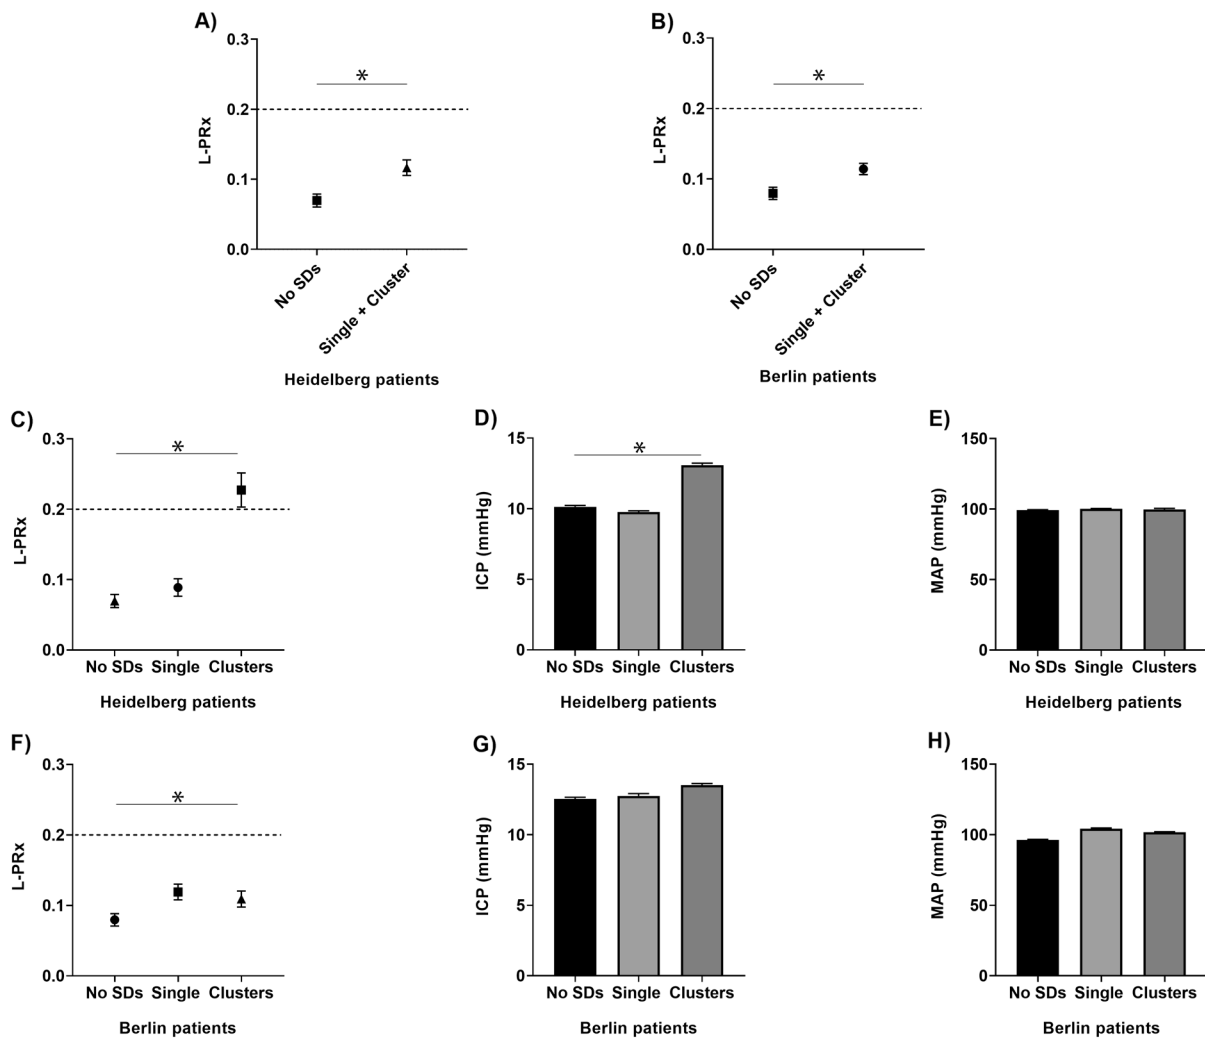 A)
0.3
0.2
0.1
0.0
L-PRx
*
No SDs
Single + Cluster
Heidelberg patients
B)
0.3
0.2
0.1
0.0
L-PRx
*
No SDs
Single + Cluster
Berlin patients
C)
0.3
0.2
0.1
0.0
L-PRx
*
No SDs Single Clusters
Heidelberg patients
D)
15
10
5
0
ICP (mmHg)
*
No SDs Single Clusters
Heidelberg patients
E)
150
100
50
0
MAP (mmHg)
No SDs Single Clusters
Heidelberg patients
F)
0.3
0.2
0.1
0.0
L-PRx
*
No SDs Single Clusters
Berlin patients
G)
15
10
5
0
ICP (mmHg)
No SDs Single Clusters
Berlin patients
H)
150
100
50
0
MAP (mmHg)
No SDs Single Clusters
Berlin patients